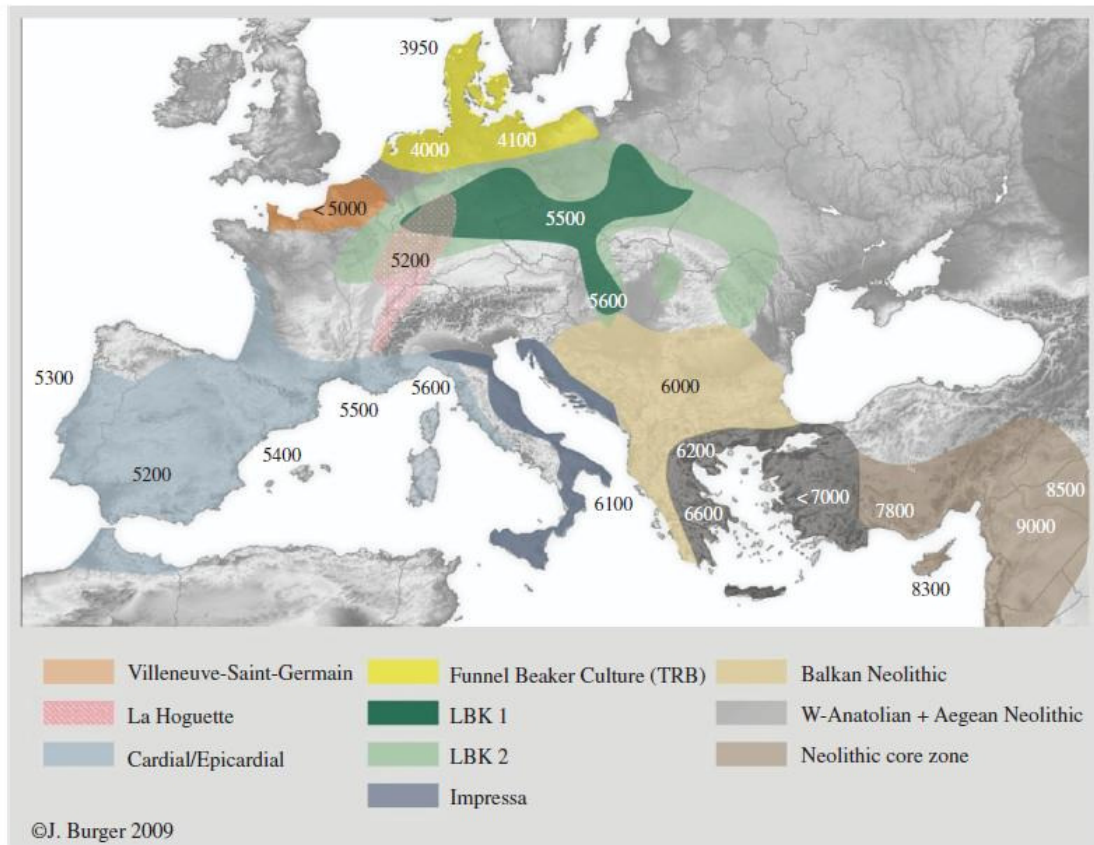 3950
4000
4100
< 5000
5500
5200
5600
5300
5600
6000
5500
5400
6200
5200
6100
6600
< 7000
7800
8500
9000
8300
Villeneuve-Saint-Germain
Funnel Beaker Culture (TRB)
Balkan Neolithic
La Hoguette
LBK 1
W-Anatolian + Aegean Neolithic
Cardial/Epicardial
LBK 2
Neolithic core zone
Impressa
©J. Burger 2009